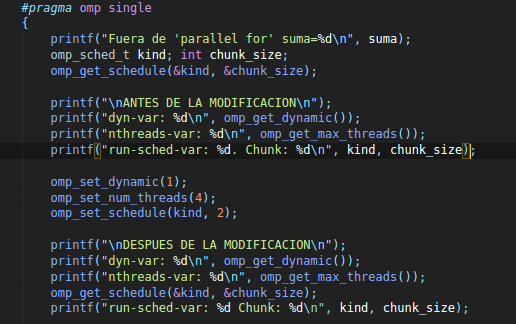 #pragma omp single
{
printf("Fuera de 'parallel for' suma=%d\n", suma);
omp_sched_t kind; int chunk_size;
omp_get_schedule(&kind, &chunk_size);
printf("\nANTES DE LA MODIFICACION\n");
printf("dyn-var: %d\n", omp_get_dynamic());
printf("nthreads-var: %d\n", omp_get_max_threads());
printf("run-sched-var: %d. Chunk: %d\n", kind, chunk_size);
omp_set_dynamic(1);
omp_set_num_threads(4);
omp_set_schedule(kind, 2);
printf("\nDESPUES DE LA MODIFICACION\n");
printf("dyn-var: %d\n", omp_get_dynamic());
printf("nthreads-var: %d\n", omp_get_max_threads());
omp_get_schedule(&kind, &chunk_size);
printf("run-sched-var: %d Chunk: %d\n", kind, chunk_size);